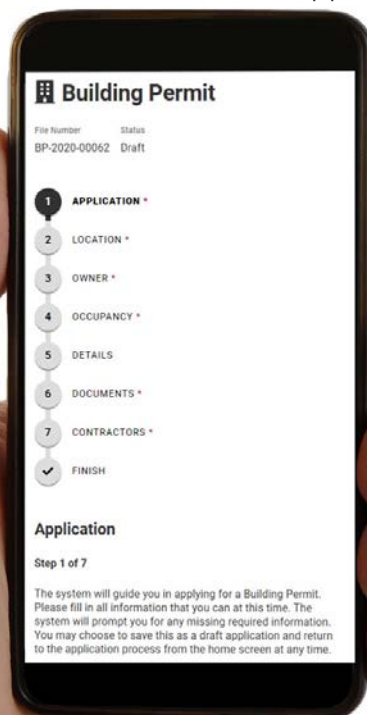 Building Permit
File Number Status
BP-2020-00062 Draft
1 APPLICATION *
2 LOCATION *
3 OWNER *
4 OCCUPANCY *
5 DETAILS
6 DOCUMENTS *
7 CONTRACTORS *
FINISH
Application
Step 1 of 7
The system will guide you in applying for a Building Permit.
Please fill in all information that you can at this time. The
system will prompt you for any missing required information.
You may choose to save this as a draft application and return
to the application process from the home screen at any time.